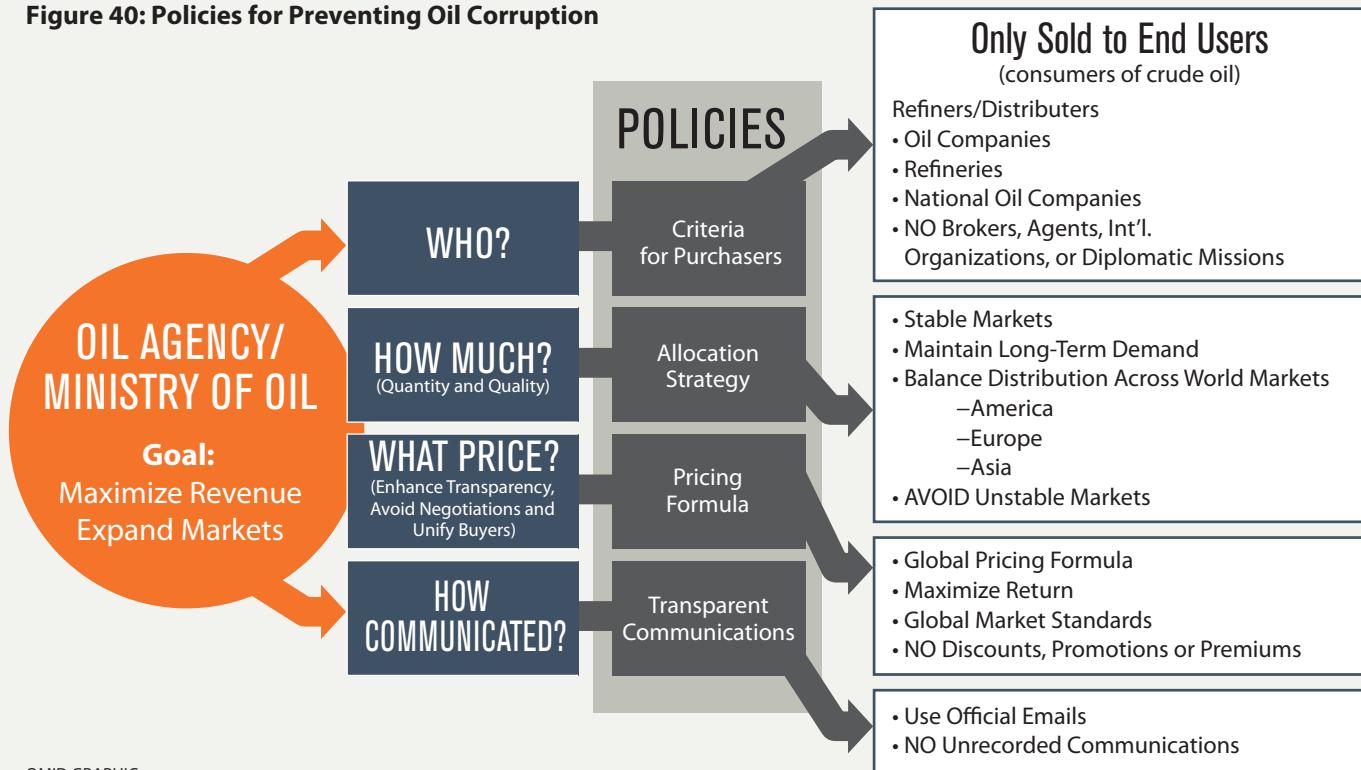 Figure 40: Policies for Preventing Oil Corruption
OIL AGENCY/
MINISTRY OF OIL
Goal:
Maximize Revenue
Expand Markets
WHO?
HOW MUCH?
(Quantity and Quality)
WHAT PRICE?
(Enhance Transparency,
Avoid Negotiations and
Unify Buyers)
HOW
COMMUNICATED?
POLICIES
Criteria
for Purchasers
Allocation
Strategy
Pricing
Formula
Transparent
Communications
Only Sold to End Users
(consumers of crude oil)
Refiners/Distributers
• Oil Companies
• Refineries
• National Oil Companies
• NO Brokers, Agents, Int’l.
Organizations, or Diplomatic Missions
• Stable Markets
• Maintain Long-Term Demand
• Balance Distribution Across World Markets
–America
–Europe
–Asia
• AVOID Unstable Markets
• Global Pricing Formula
• Maximize Return
• Global Market Standards
• NO Discounts, Promotions or Premiums
• Use Official Emails
• NO Unrecorded Communications